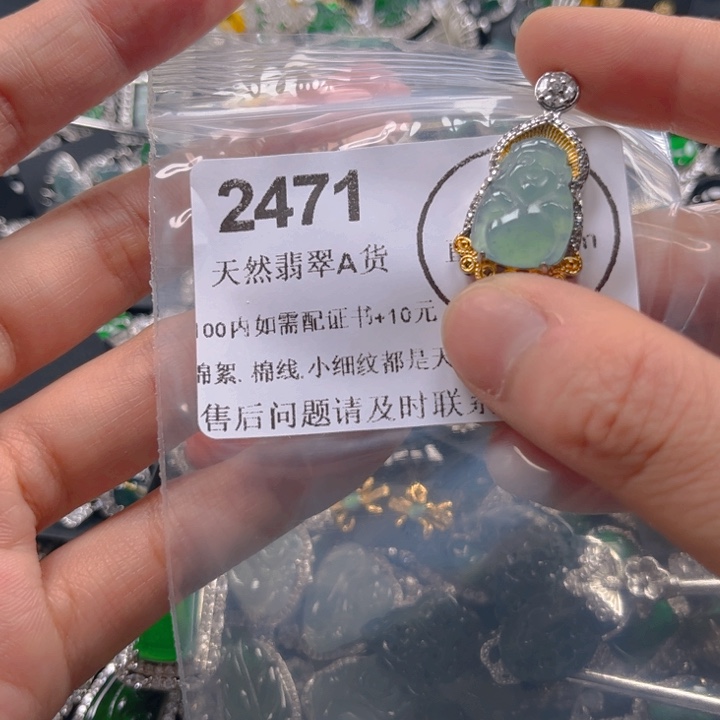 2471
天然翡翠A货
00内如需配证书+10元
棉絮. 棉线.小细纹都是天
售后问题请及时联系